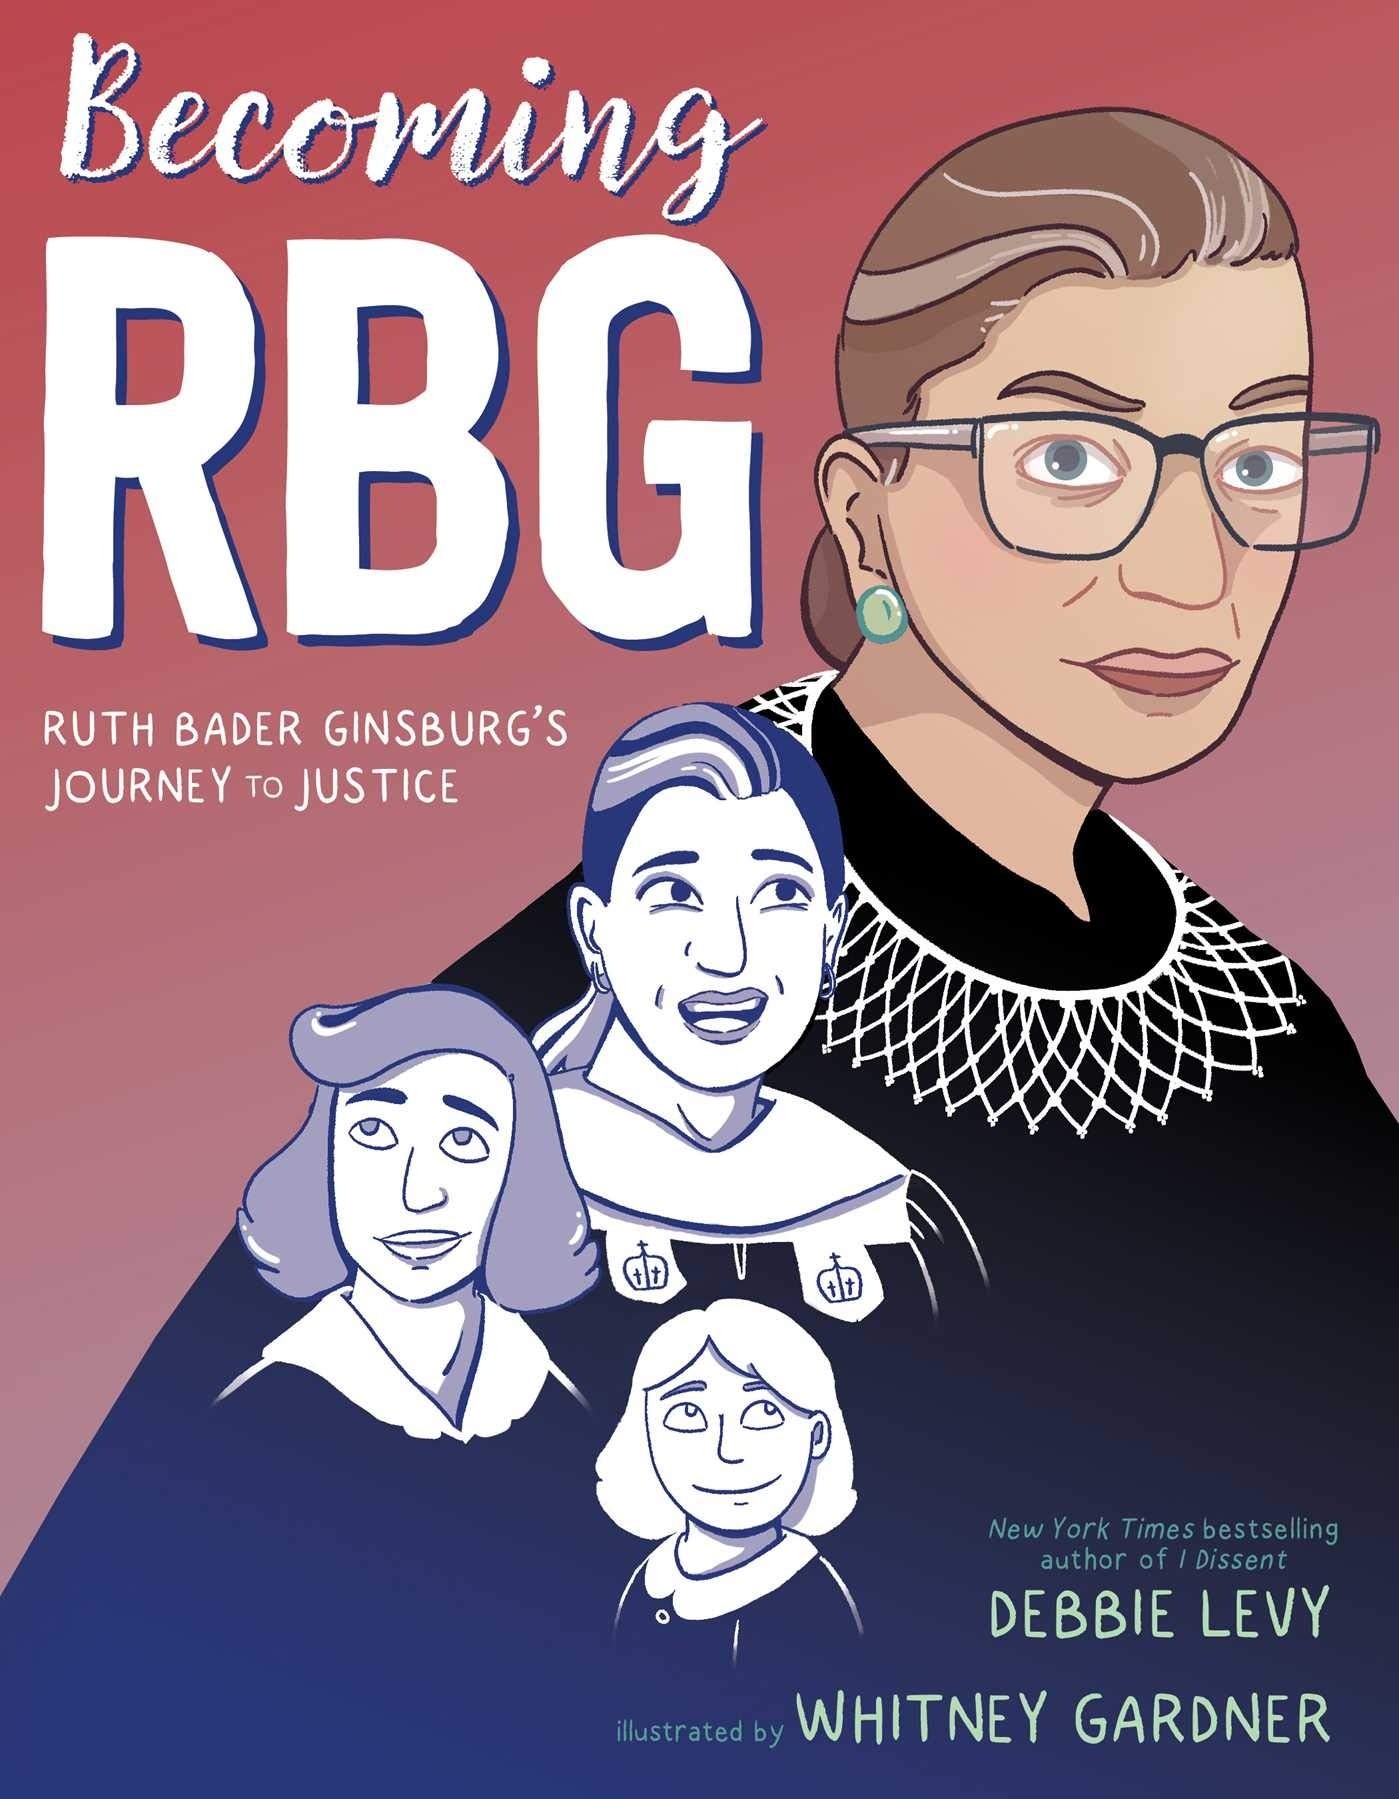 Becoming
RBG
RUTH BADER GINSBURG'S
JOURNEY TO JUSTICE
New York Times bestselling
author of I Dissent
DEBBIE LEVY
illustrated by WHITNEY GARDNER